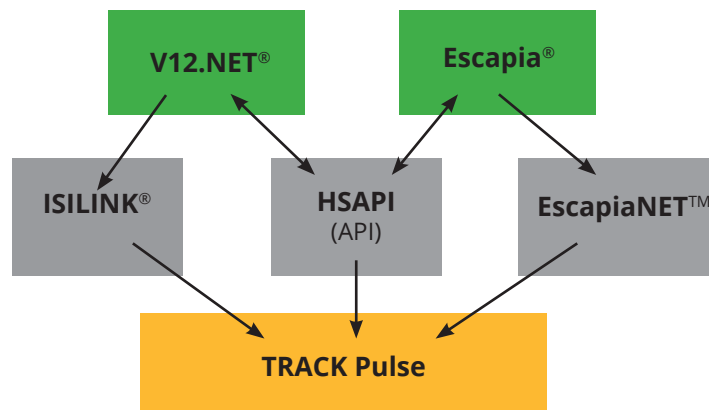 V12.NET®
Escapia®
ISILINK®
HSAPI
(API)
EscapiaNET™
TRACK Pulse